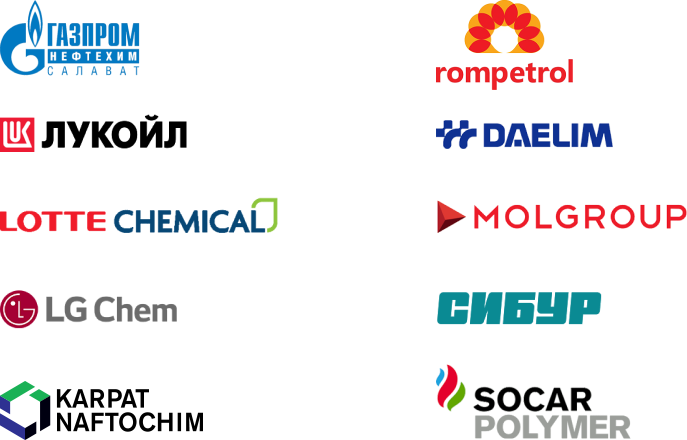 ГАЗПРОМ
НЕФТЕХИМ
САЛАВАТ
rompetrol
ЛУКОЙЛ
DAELIM
LOTTE CHEMICAL
MOLGROUP
LG Chem
СИБУР
KARPAT
NAFTOCHIM
SOCAR
POLYMER